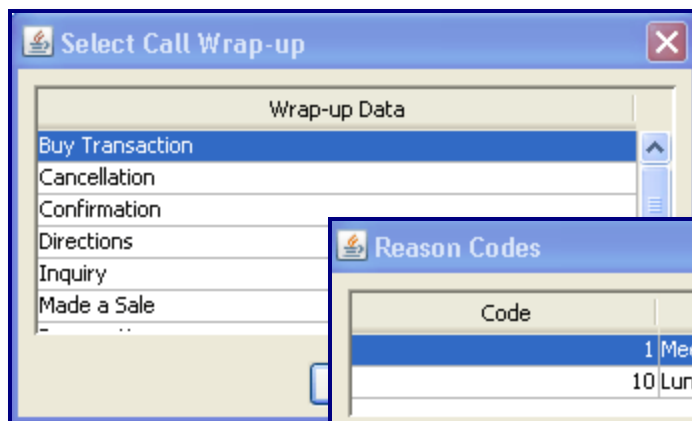 Select Call Wrap-up
Wrap-up Data
Buy Transaction
Cancellation
Confirmation
Directions
Inquiry
Made a Sale
Reason Codes
Code
1
10